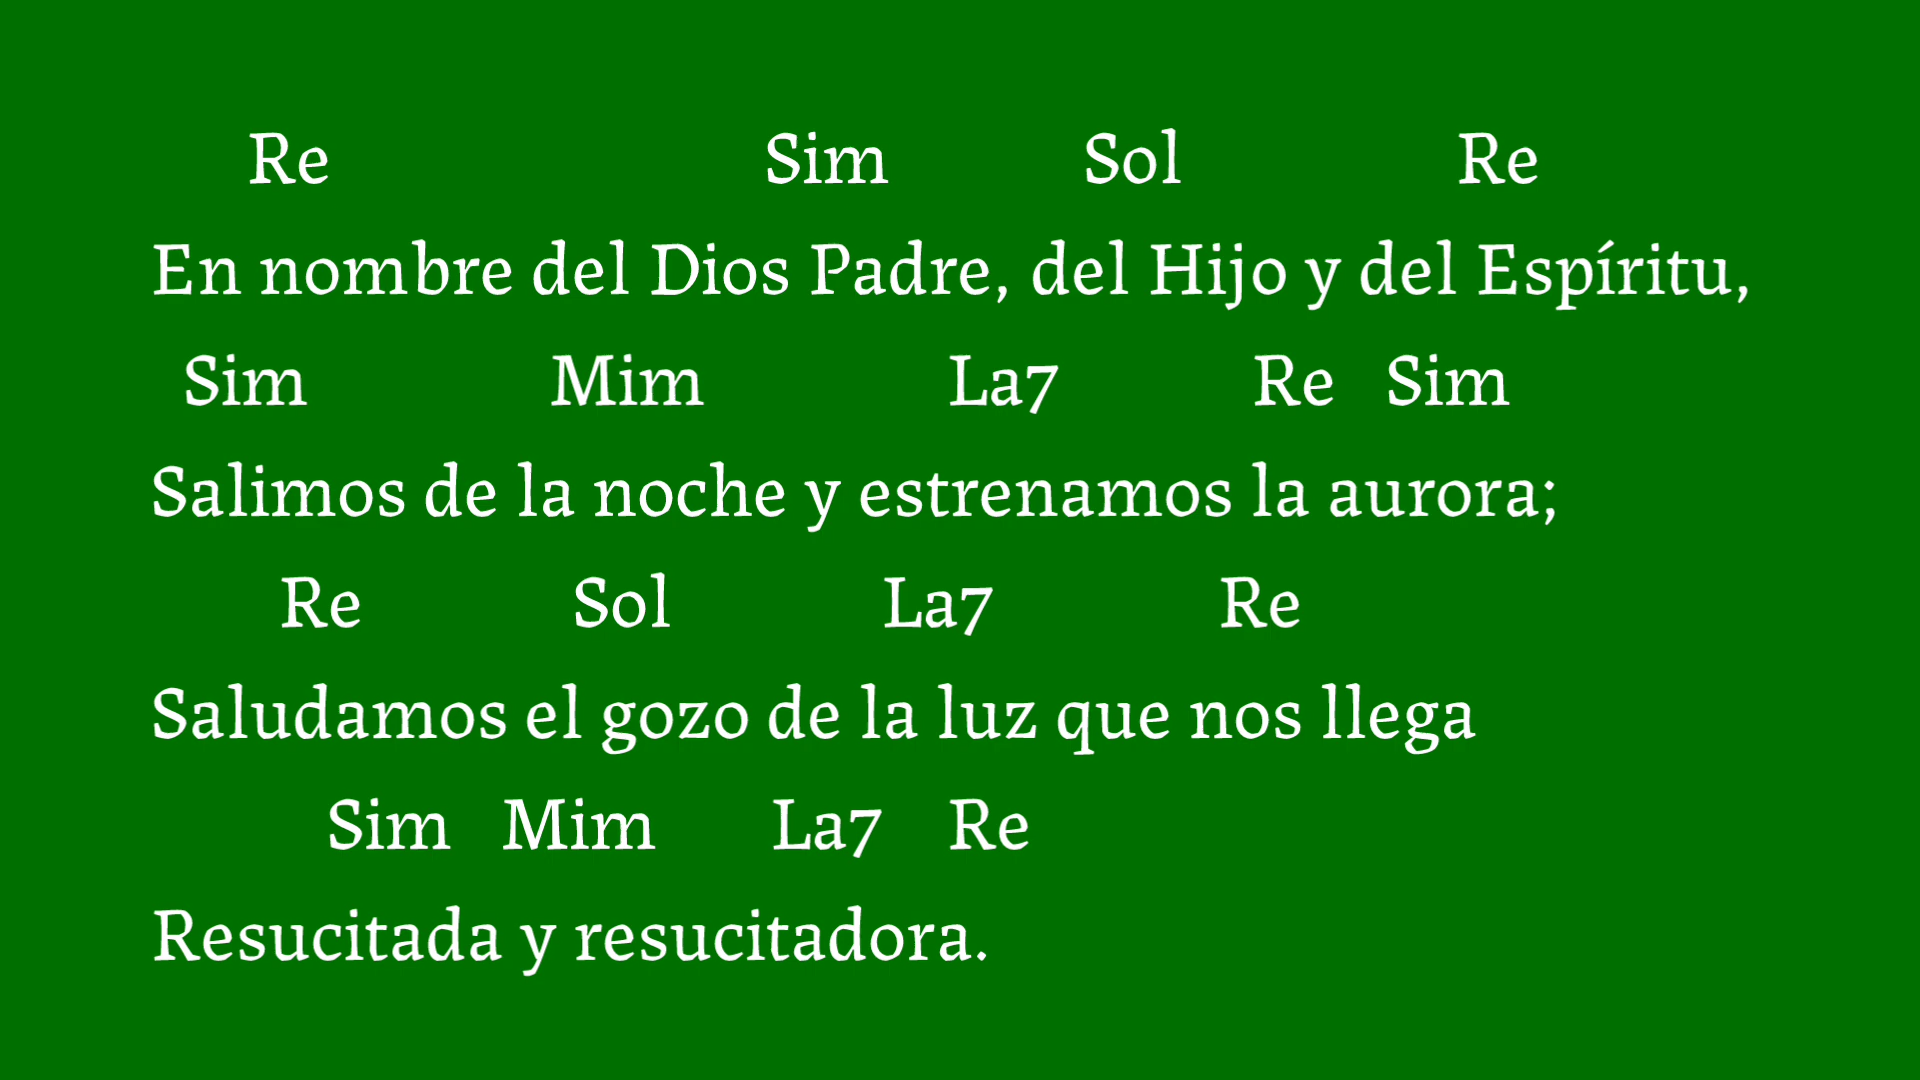 Re Sim Sol Re
En nombre del Dios Padre, del Hijo y del Espíritu,
Sim Mim La7 Re Sim
Salimos de la noche y estrenamos la aurora;
Re Sol La7 Re
Saludamos el gozo de la luz que nos llega
Sim Mim La7 Re
Resucitada y resucitadora.